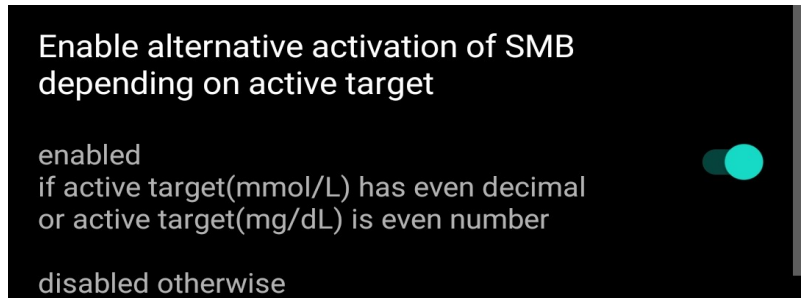 Enable alternative activation of SMB
depending on active target
enabled
if active target(mmol/L) has even decimal
or active target(mg/dL) is even number
disabled otherwise